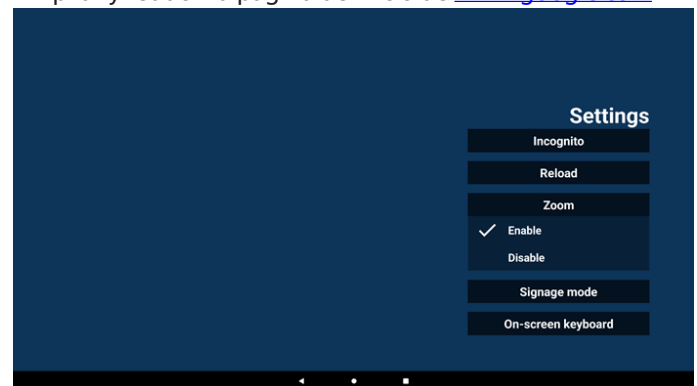 Settings
Incognito
Reload
Zoom
Enable
Disable
Signage mode
On-screen keyboard